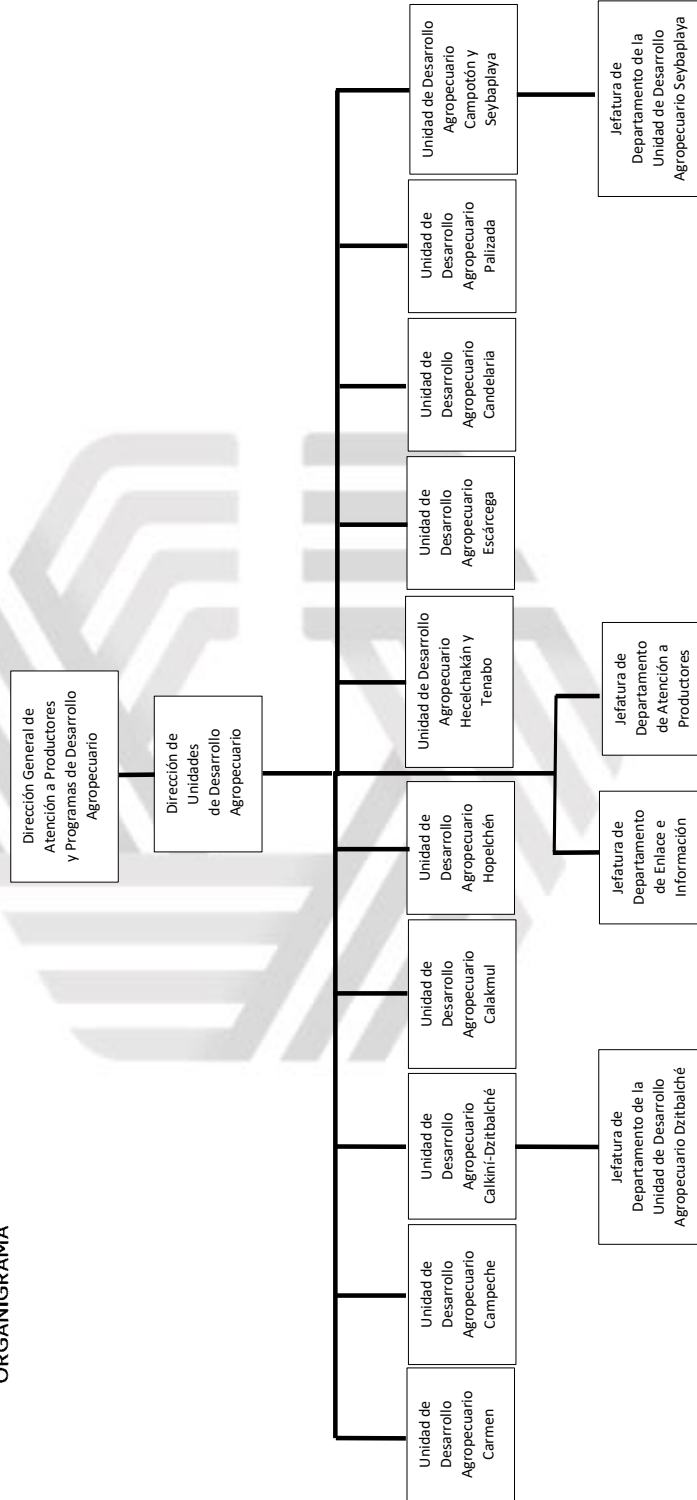 ORGANIGRAMA
Dirección General de
Atención a Productores
y Programas de Desarrollo
Agropecuario
Dirección de
Unidades
de Desarrollo
Agropecuario
Unidad de
Desarrollo
Agropecuario
Carmen
Unidad de
Desarrollo
Agropecuario
Campeche
Unidad de
Desarrollo
Agropecuario
Calkiní-Dzitbalché
Unidad de
Desarrollo
Agropecuario
Calakmul
Unidad de
Desarrollo
Agropecuario
Hopelchén
Unidad de Desarrollo
Agropecuario
Hecelchakán y
Tenabo
Unidad de
Desarrollo
Agropecuario
Escárcega
Unidad de
Desarrollo
Agropecuario
Candelaria
Unidad de
Desarrollo
Agropecuario
Palizada
Unidad de Desarrollo
Agropecuario
Campotón y
Seybaplaya
Jefatura de
Departamento de la
Unidad de Desarrollo
Agropecuario Dzitbalché
Jefatura de
Departamento
de Enlace e
Información
Jefatura de
Departamento
de Atención a
Productores
Jefatura de
Departamento de la
Unidad de Desarrollo
Agropecuario Seybaplaya